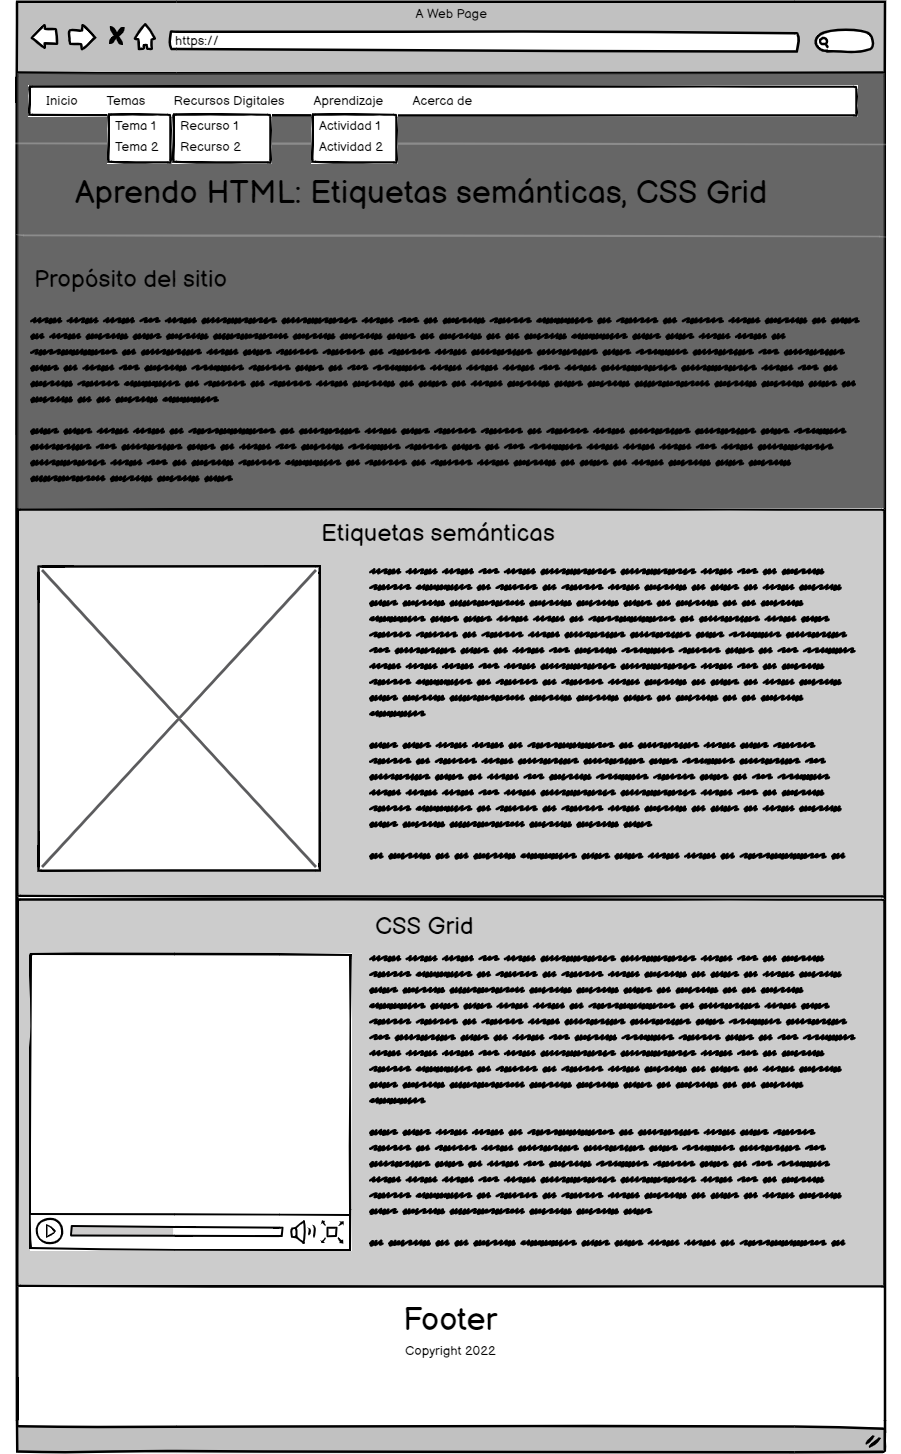 A Web Page
https://
Inicio Temas Recursos Digitales Aprendizaje Acerca de
Tema 1 Recurso 1 Actividad 1
Tema 2 Recurso 2 Actividad 2
Aprendo HTML: Etiquetas semánticas, CSS Grid
Propósito del sitio
Etiquetas semánticas
CSS Grid
Footer
Copyright 2022